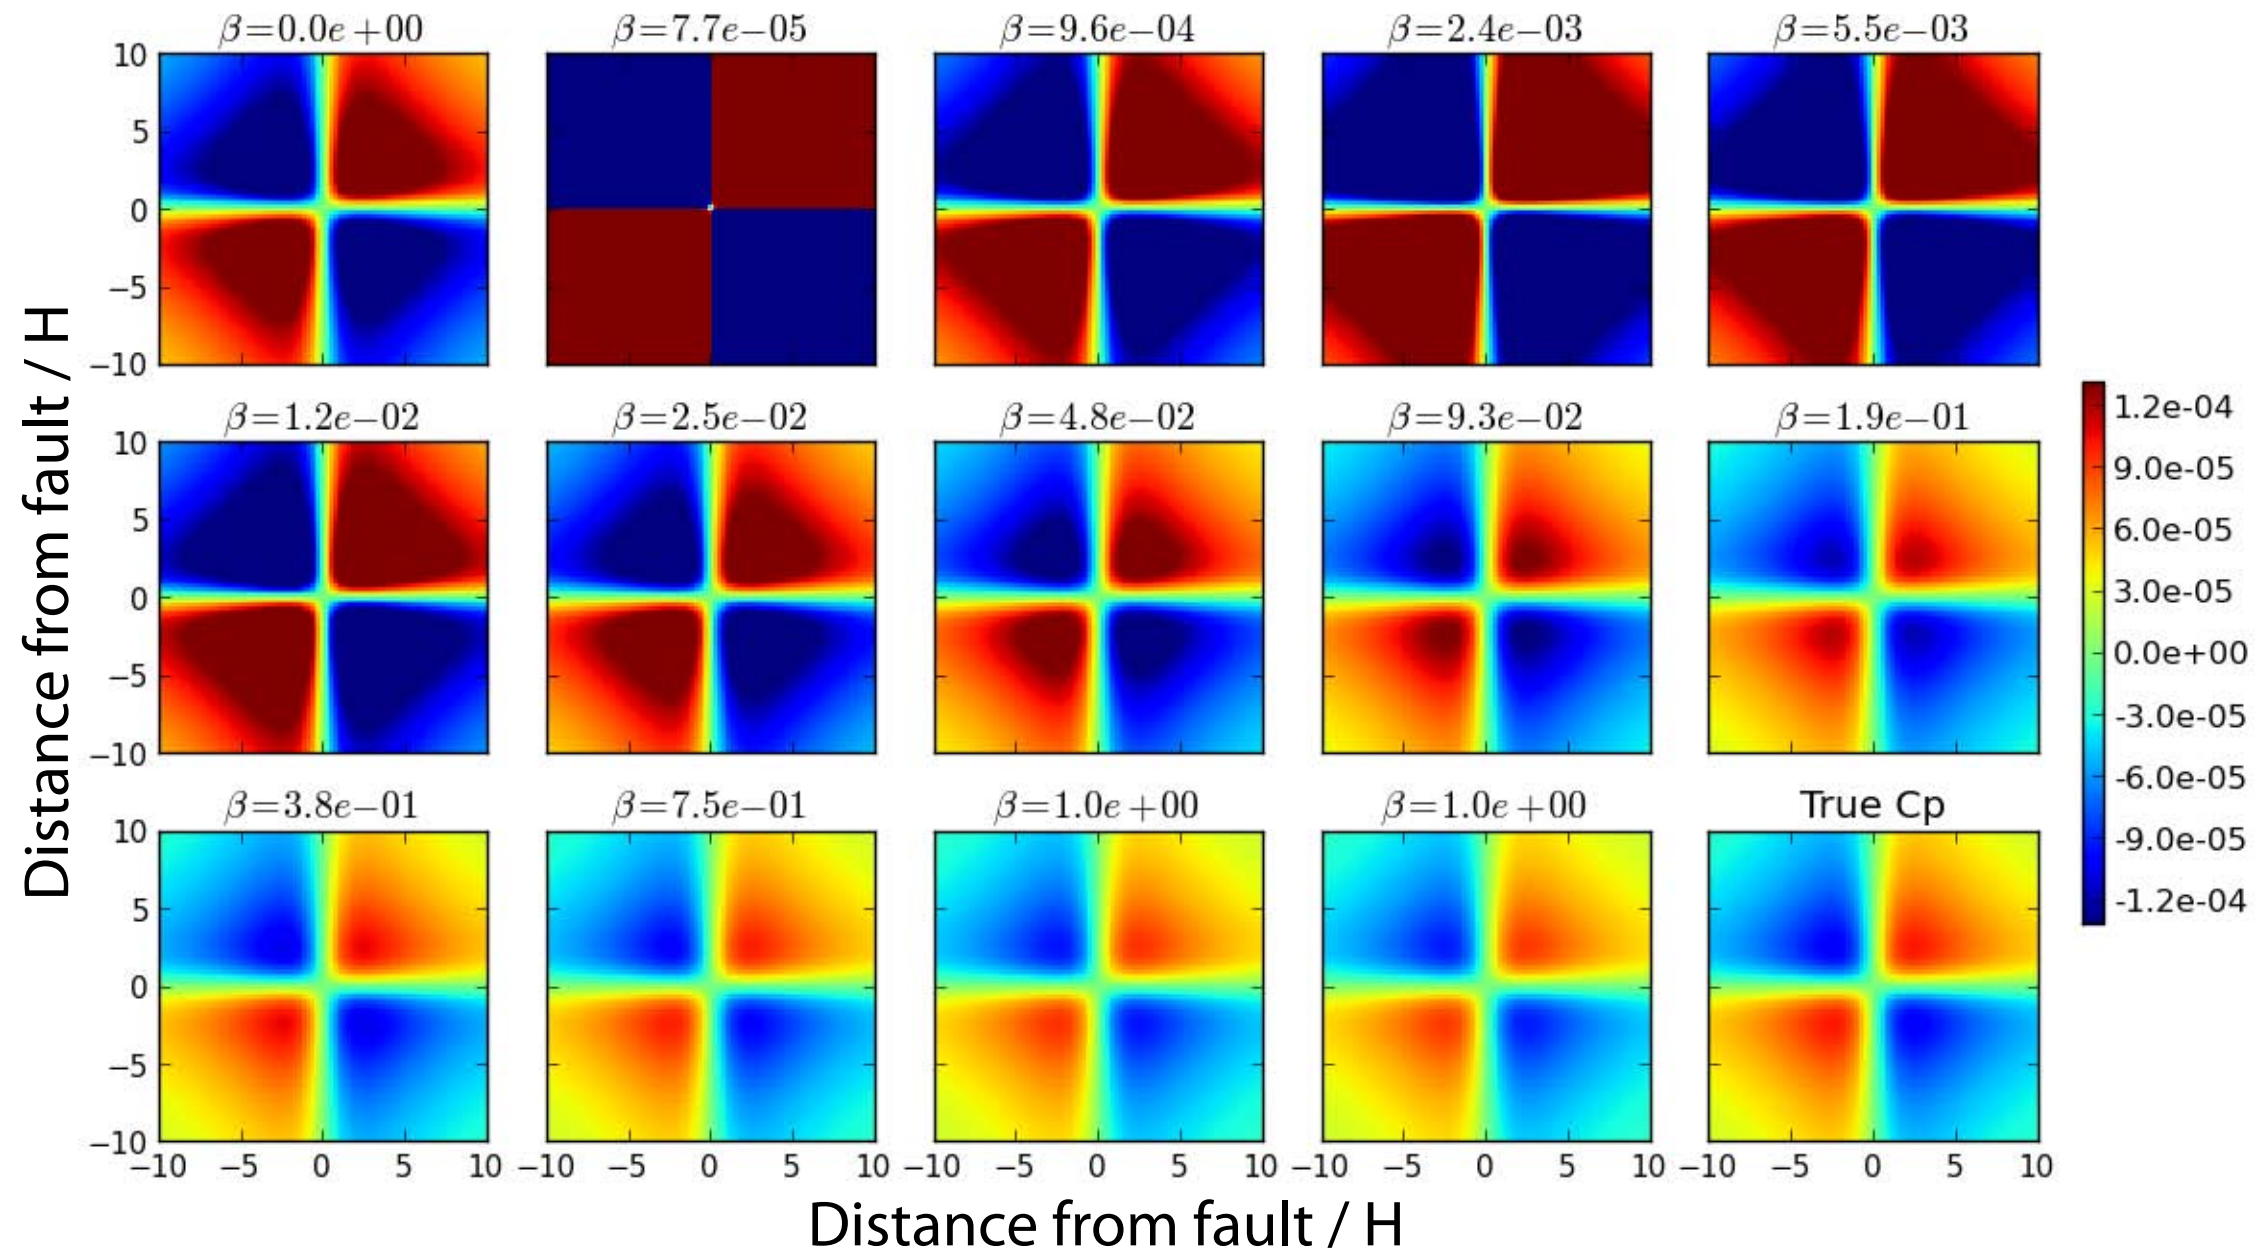 β=0.0e+00 β=7.7e−05 β=9.6e−04 β=2.4e−03 β=5.5e−03
10
5
0
−5
−10
β=1.2e−02 β=2.5e−02 β=4.8e−02 β=9.3e−02 β=1.9e−01
10
5
0
−5
−10
β=3.8e−01 β=7.5e−01 β=1.0e+00 β=1.0e+00 True Cp
10
5
0
−5
−10
−10 −5 0 5 10 −10 −5 0 5 10 −10 −5 0 5 10 −10 −5 0 5 10 −10 −5 0 5 10
Distance from fault / H
Distance from fault / H
1.2e-04
9.0e-05
6.0e-05
3.0e-05
0.0e+00
-3.0e-05
-6.0e-05
-9.0e-05
-1.2e-04